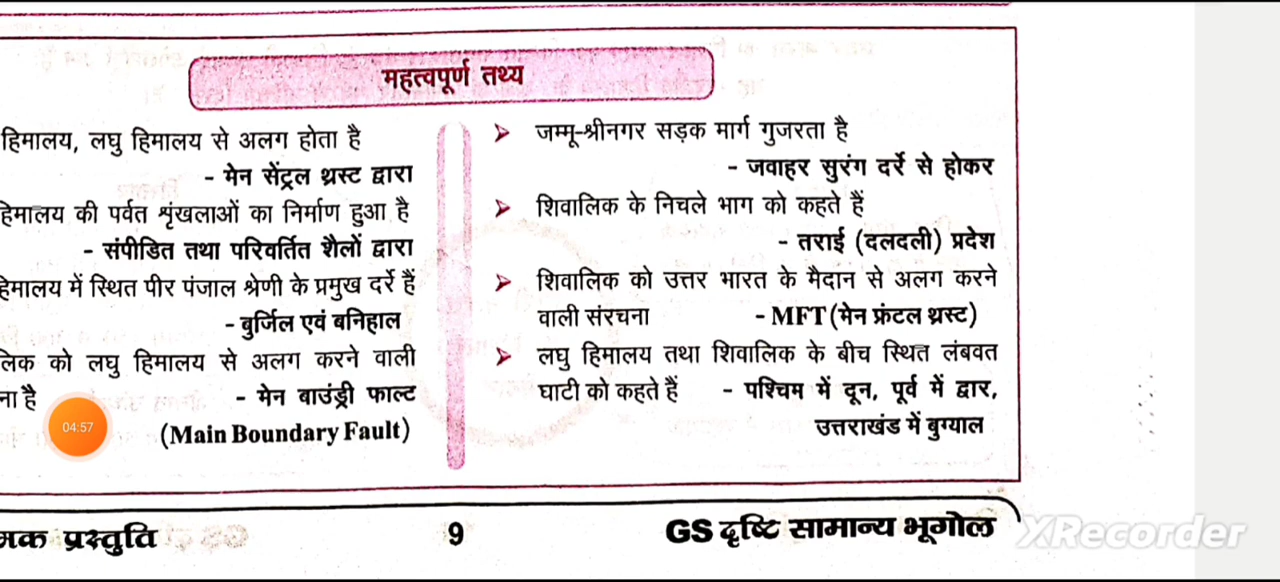 महत्वपूर्ण तथ्य
हिमालय, लघु हिमालय से अलग होता है
- मेन सेंट्रल थ्रस्ट द्वारा
हिमालय की पर्वत शृंखलाओं का निर्माण हुआ है
- संपीडित तथा परिवर्तित शैलों द्वारा
हिमालय में स्थित पीर पंजाल श्रेणी के प्रमुख दर्रे हैं
- बुर्जिल एवं बनिहाल
लिक को लघु हिमालय से अलग करने वाली
ना है - मेन बाउंड्री फाल्ट
04:57
(Main Boundary Fault)
➤ जम्मू-श्रीनगर सड़क मार्ग गुजरता है
- जवाहर सुरंग दर्रे से होकर
➤ शिवालिक के निचले भाग को कहते हैं
- तराई (दलदली) प्रदेश
➤ शिवालिक को उत्तर भारत के मैदान से अलग करने
वाली संरचना - MFT (मेन फ्रंटल थ्रस्ट)
➤ लघु हिमालय तथा शिवालिक के बीच स्थित लंबवत
घाटी को कहते हैं - पश्चिम में दून, पूर्व में द्वार,
उत्तराखंड में बुग्याल
मक प्रस्तुति 9 GS दृष्टि सामान्य भूगोल
XRecorder